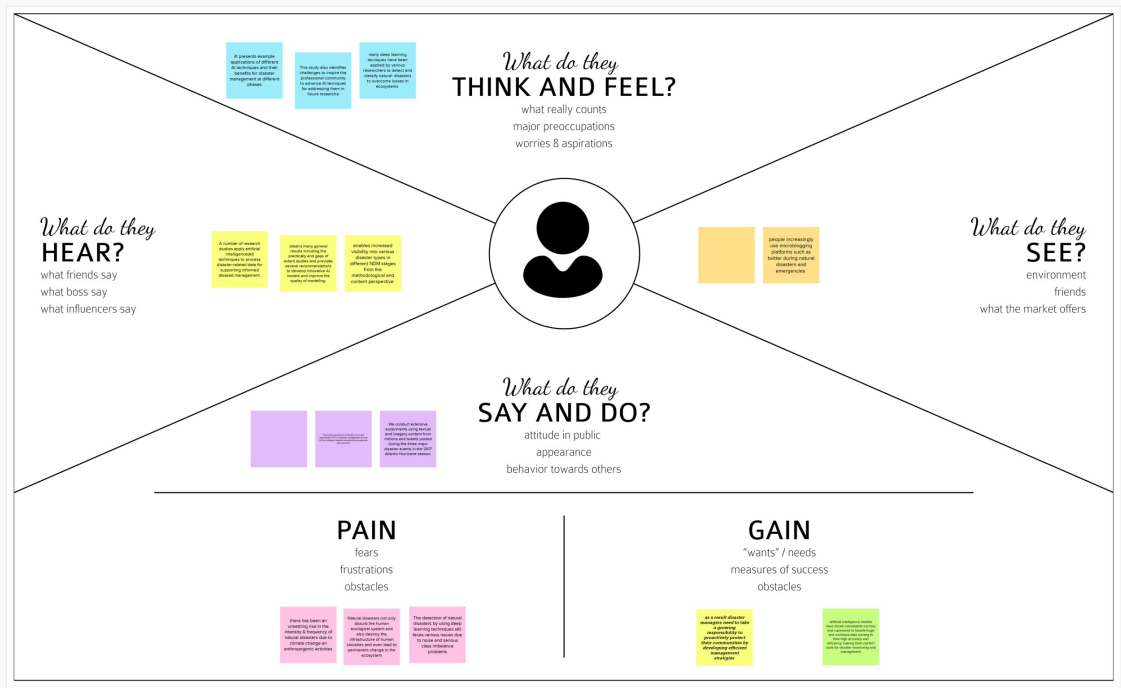 It presents example
applications of different
AI techniques and their
benefits for disaster
management at different
phases
This study also identifies
challenges to inspire the
professional community
to advance AI techniques
for addressing them in
future researchs
many deep learning
teciques have been
applied by various
researchers to detect and
classify natural disasters
to overcome losses in
ecosystems
What do they
THINK AND FEEL?
what really counts
major preoccupations
worries & aspirations
What do they
HEAR?
what friends say
what boss say
what influencers say
A number of research
studies apply artificial
intelligence(AI)
techniques to process
disaster-related data for
supporting informed
diseased management.
obtains many general
results including the
practically and gaps of
extant studies and provides
several recommendations
to develop innovative AI
models and improve the
quality of modelling
enables increased
visibility into various
disaster types in
different NDM stages
from the
methodological and
content perspective
people increasingly
use microblogging
platforms such as
twitter during natural
disasters and
emergencies
What do they
SEE?
environment
friends
what the market offers
What do they
SAY AND DO?
attitude in public
appearance
behavior towards others
We conduct extensive
experiments using textual
and imagery content from
millions and tweets posted
during the three major
disaster events in the 2017
Atlantic Hurricane season.
PAIN
fears
frustrations
obstacles
there has been an
unsettling rise in the
intensity & frequency of
natural disasters due to
climate change an
anthropogenic activities
Natural disasters not only
disturb the human
ecological system and
also destroy the
infrastructure of human
societies and even lead to
permanent change in the
ecosystem
The detection of natural
disasters by using deep
learning techniques still
faces various issues due
to noise and serious
class imbalance
problems
GAIN
"wants" / needs
measures of success
obstacles
as a result disaster
managers need to take
a growing
responsibility to
proactively protect
their communities by
developing efficient
management
stratigies
artificial intelligence models
have shown remarkable success
and superiority to handle huge
and nonlinear data owning to
their high accuracy and
efficiency making them perfect
tools for disaster monitoring and
management